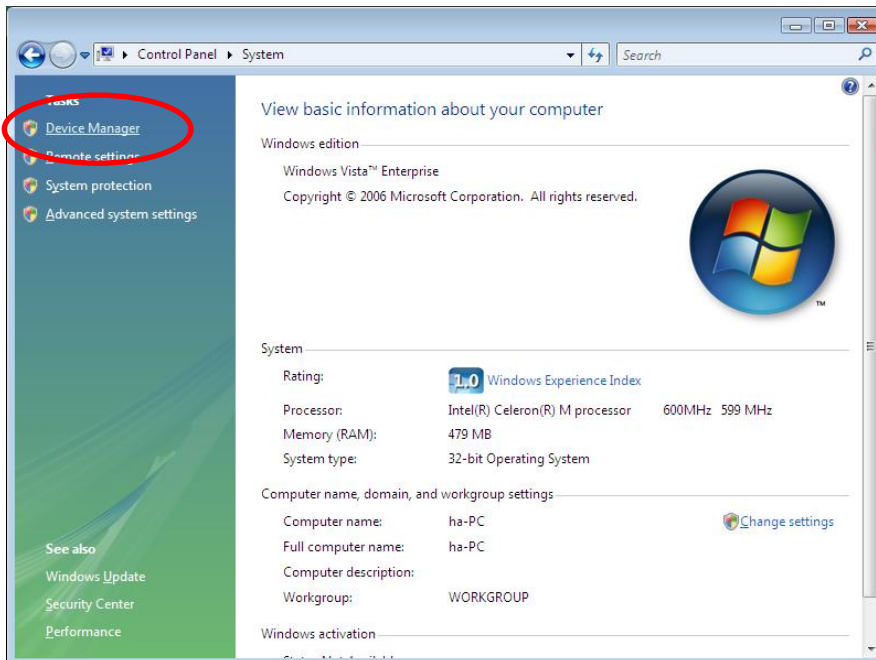 Control Panel ▸ System
Search
Tasks
Device Manager
Remote settings
System protection
Advanced system settings
See also
Windows Update
Security Center
Performance
View basic information about your computer
Windows edition
Windows Vista™ Enterprise
Copyright © 2006 Microsoft Corporation. All rights reserved.
TM
System
Rating: 1.0 Windows Experience Index
Processor: Intel(R) Celeron(R) M processor 600MHz 599 MHz
Memory (RAM): 479 MB
System type: 32-bit Operating System
Computer name, domain, and workgroup settings
Computer name: ha-PC Change settings
Full computer name: ha-PC
Computer description:
Workgroup: WORKGROUP
Windows activation